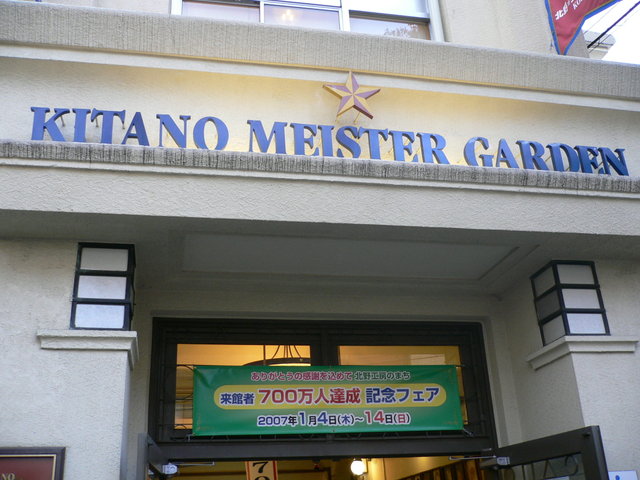 KITANO MEISTER GARDEN
ありがとうの感謝を込めて 北野工房のまち
来館者 700万人達成 記念フェア
2007年1月4日(木)〜14日(日)